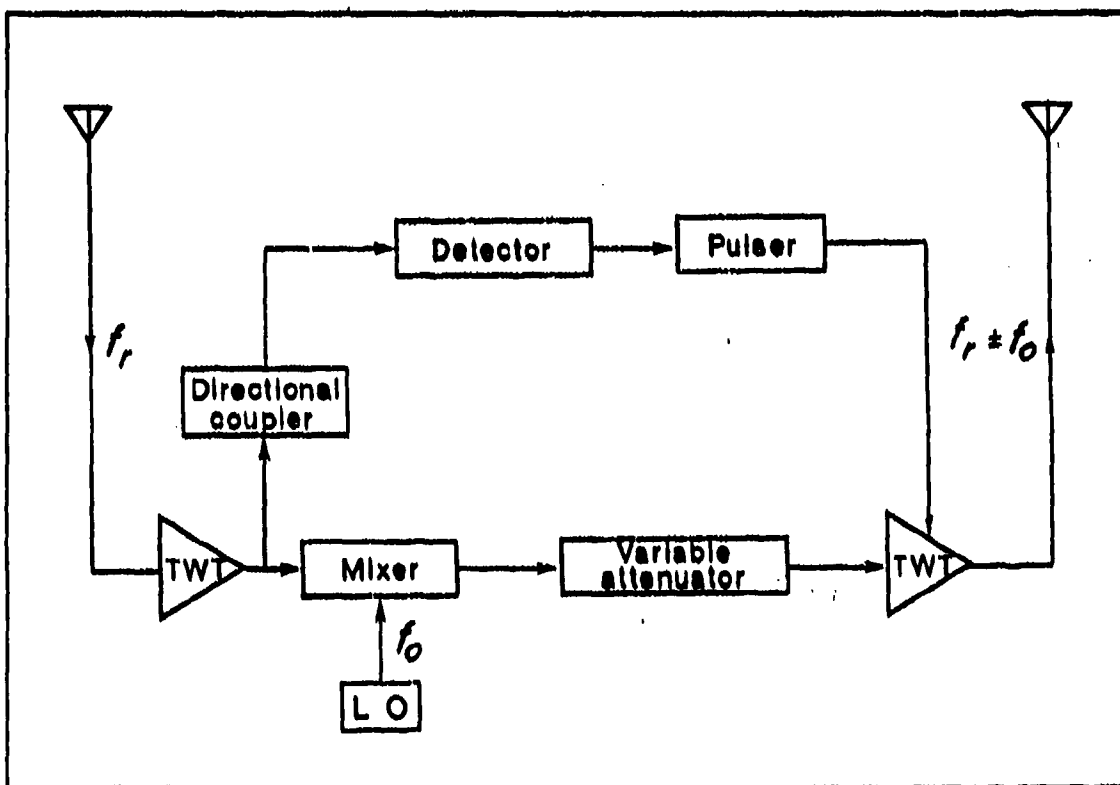 Detector
Pulser
f_r
f_r ± f_o
Directional
coupler
TWT
Mixer
Variable
attenuator
TWT
f_o
L O